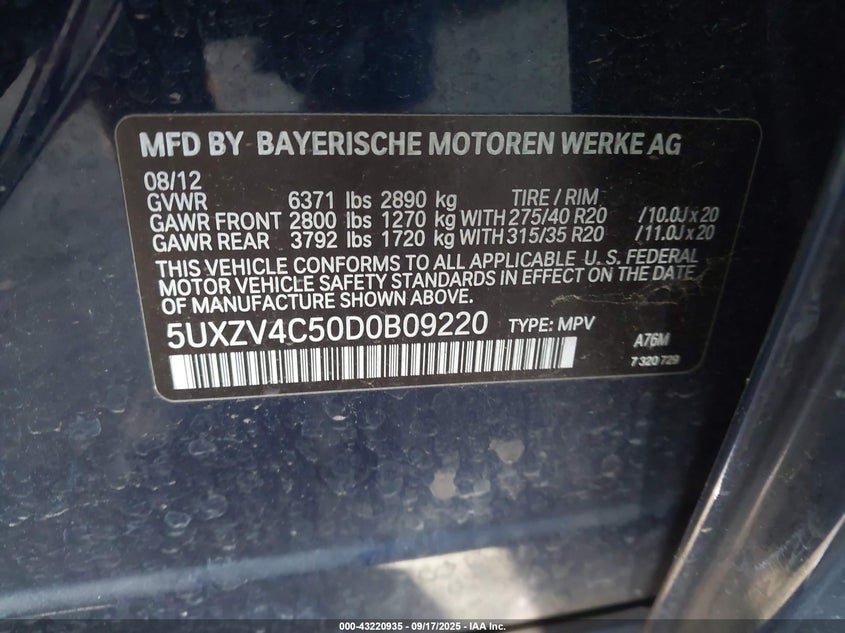 MFD BY BAYERISCHE MOTOREN WERKE AG
08/12
GVWR 6371 lbs 2890 kg TIRE / RIM
GAWR FRONT 2800 lbs 1270 kg WITH 275/40 R20 /10.0J x 20
GAWR REAR 3792 lbs 1720 kg WITH 315/35 R20 /11.0J x 20
THIS VEHICLE CONFORMS TO ALL APPLICABLE U.S. FEDERAL
MOTOR VEHICLE SAFETY STANDARDS IN EFFECT ON THE DATE
OF MANUFACTURE SHOWN ABOVE.
5UXZV4C50D0B09220 TYPE: MPV A76M
7 320 729
000-43220935 - 09/17/2025 - IAA Inc.